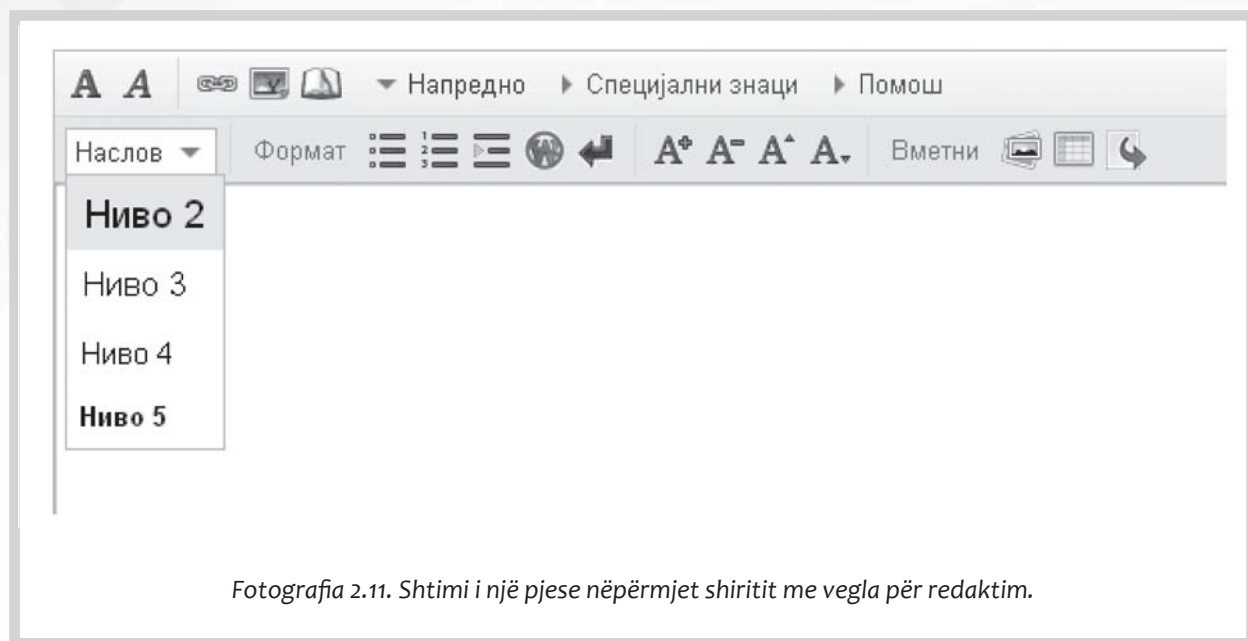 A A Напредно Специјални знаци Помош
Наслов Формат A+ A- A A Вметни
Ниво 2
Ниво 3
Ниво 4
Ниво 5
Fotografia 2.11. Shtimi i një pjese nëpërmjet shiritit me vegla për redaktim.